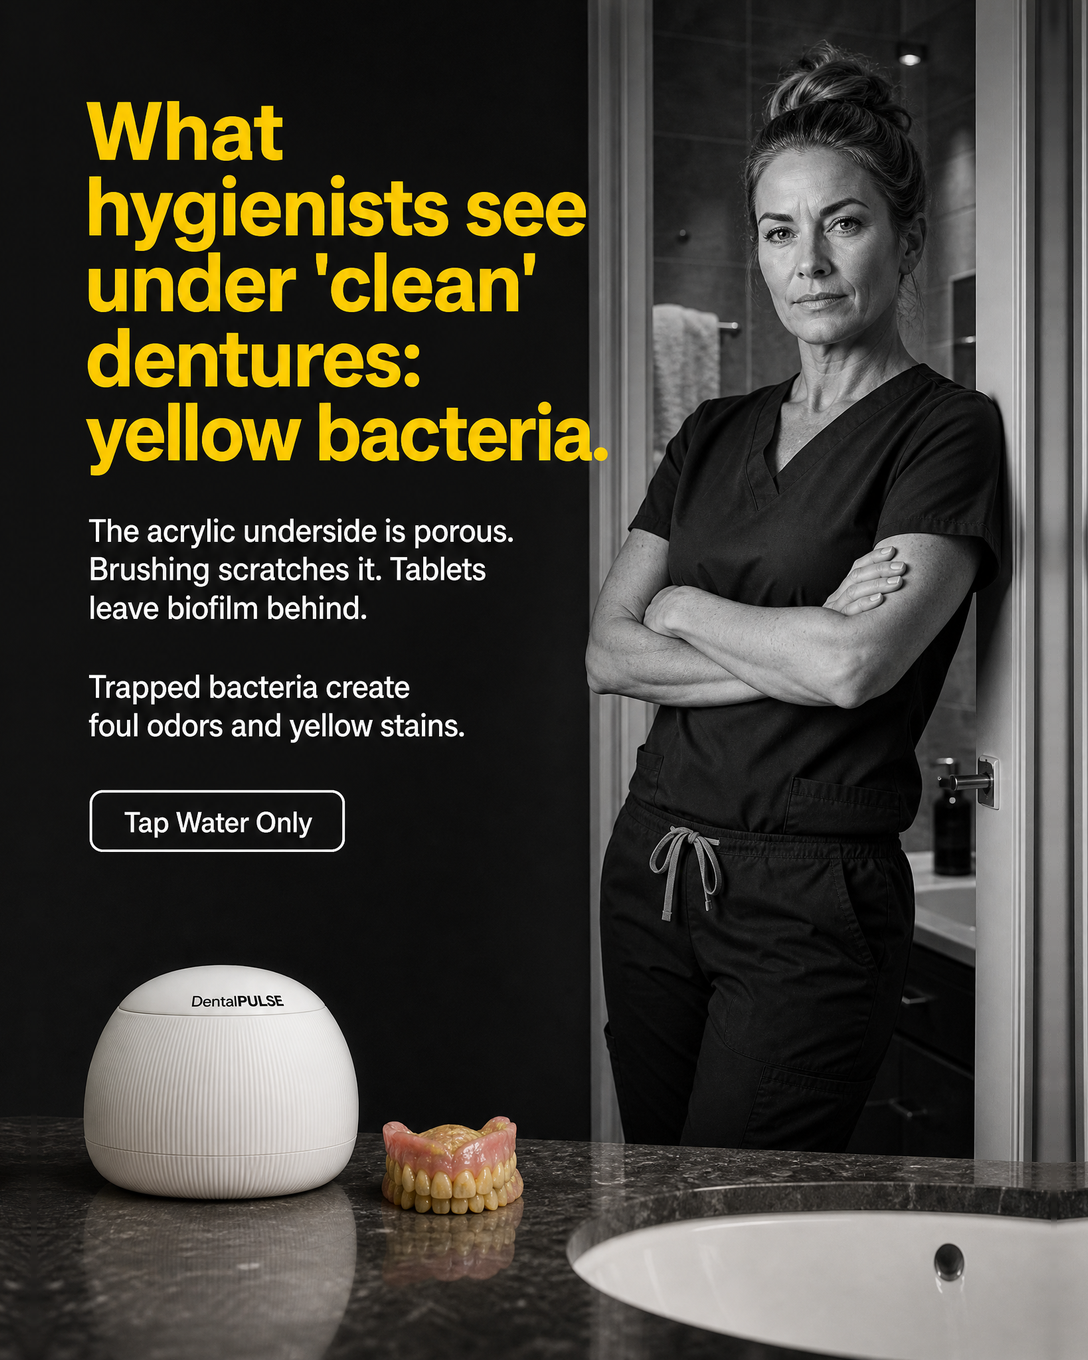 What
hygienists see
under 'clean'
dentures:
yellow bacteria.
The acrylic underside is porous.
Brushing scratches it. Tablets
leave biofilm behind.
Trapped bacteria create
foul odors and yellow stains.
Tap Water Only
DentalPULSE